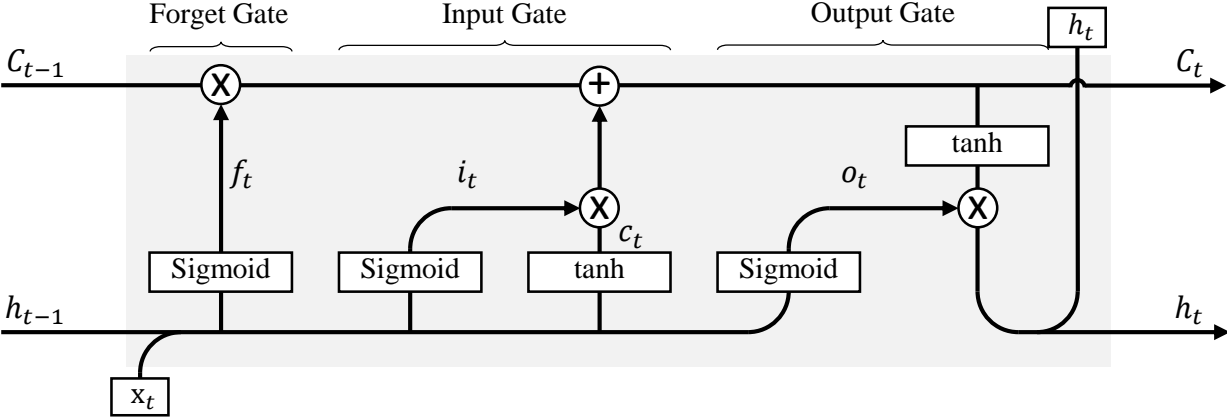 Forget Gate
Input Gate
Output Gate
h_t
C_{t-1}
X
+
C_t
tanh
f_t
i_t
o_t
X
X
c_t
Sigmoid
Sigmoid
tanh
Sigmoid
h_{t-1}
h_t
x_t